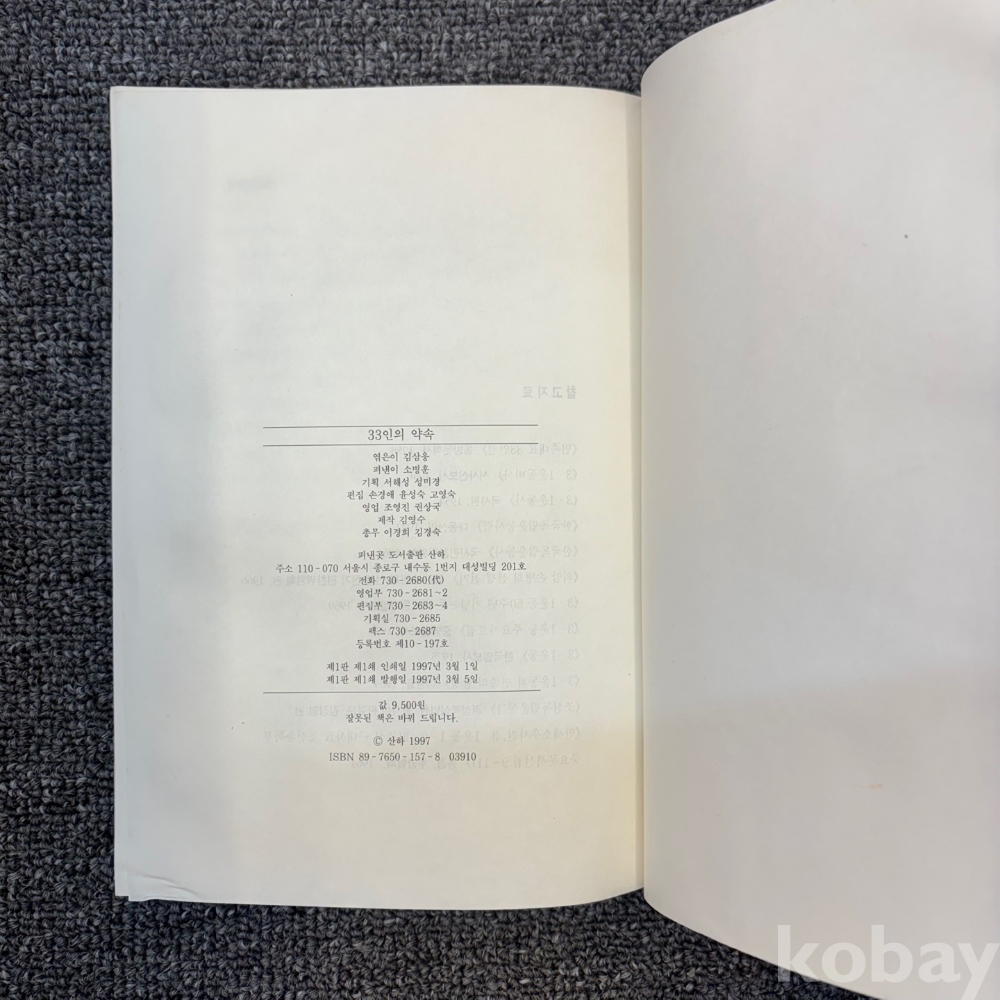 33인의 약속
엮은이 김삼웅
펴낸이 소병훈
기획 서해성 성미경
편집 손경애 윤성숙 고영숙
영업 조영진 권상국
제작 김영수
총무 이경희 김경숙
펴낸곳 도서출판 산하
주소 110-070 서울시 종로구 내수동 1번지 대성빌딩 201호
전화 730-2680(代)
영업부 730-2681~2
편집부 730-2683~4
기획실 730-2685
팩스 730-2687
등록번호 제10-197호
제1판 제1쇄 인쇄일 1997년 3월 1일
제1판 제1쇄 발행일 1997년 3월 5일
값 9,500원
잘못된 책은 바꿔 드립니다.
© 산하 1997
ISBN 89-7650-157-8 03910
kobay